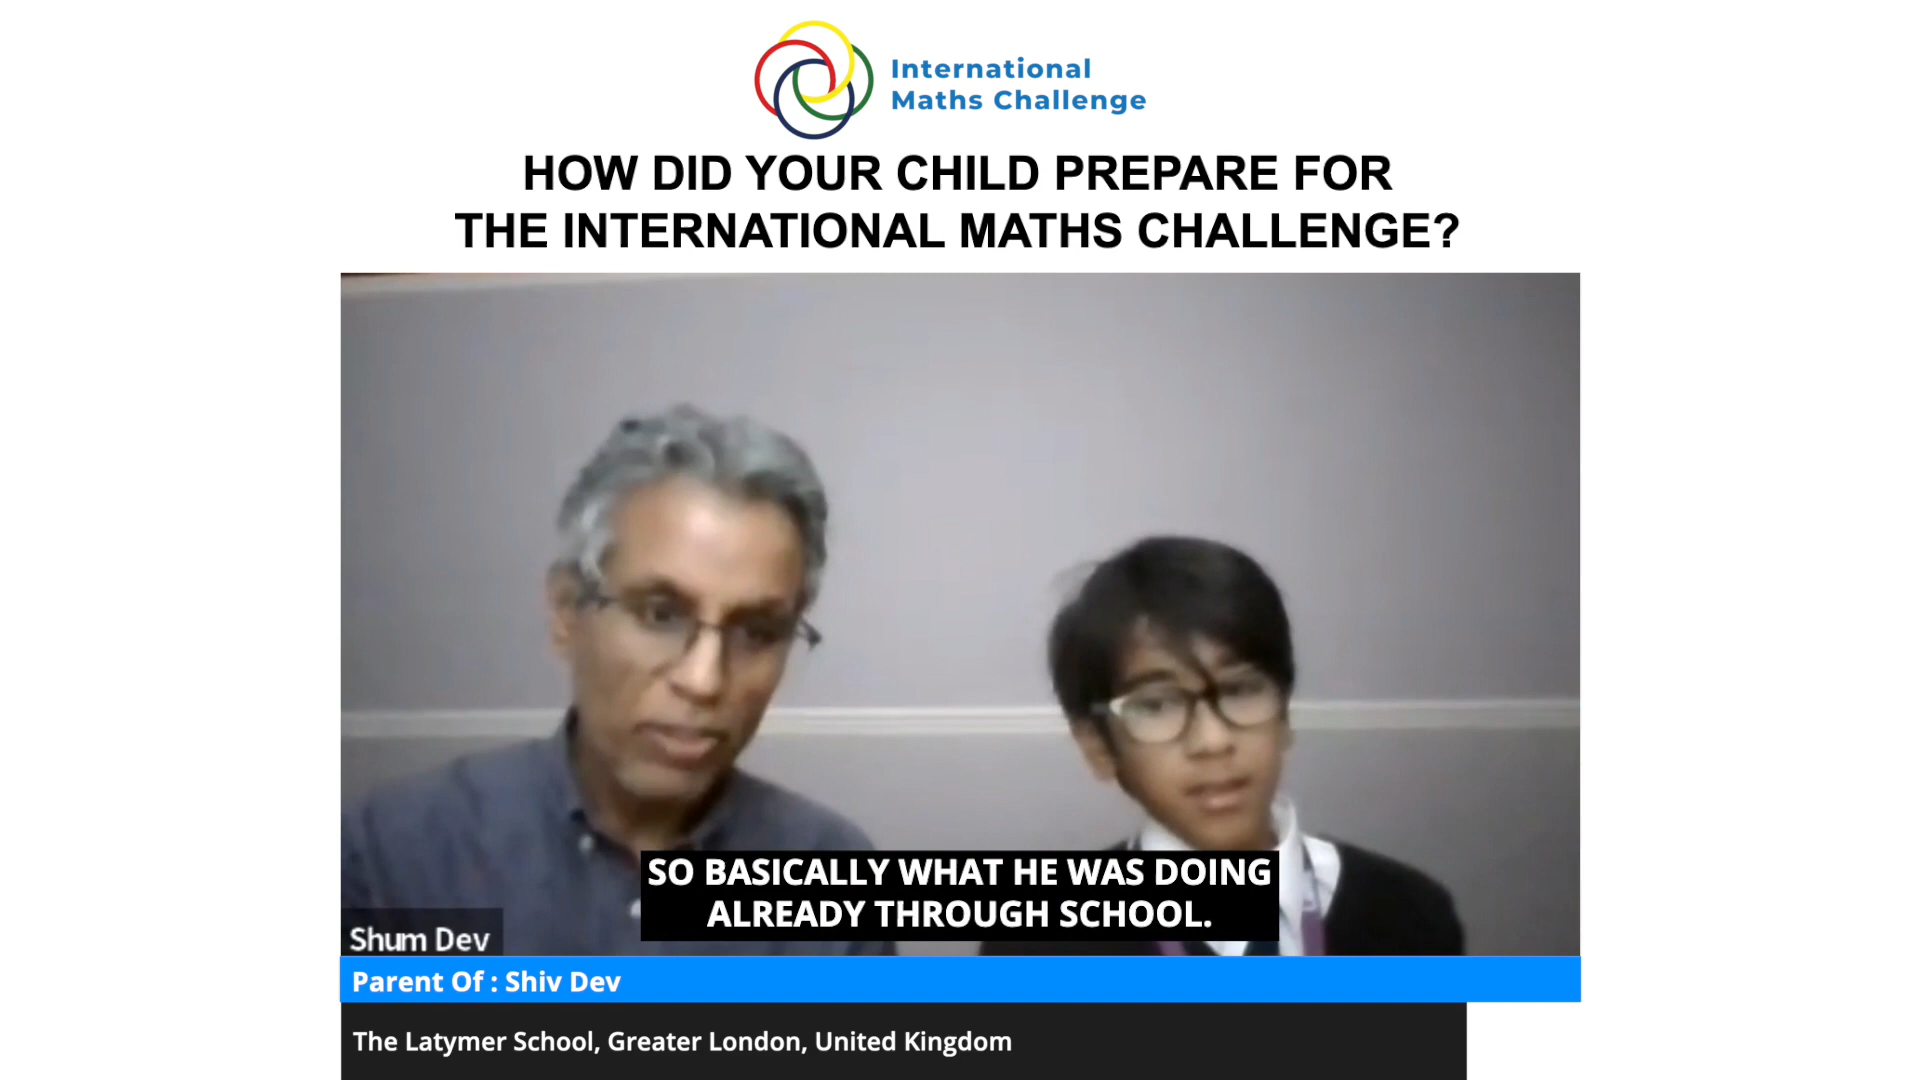 International
Maths Challenge
HOW DID YOUR CHILD PREPARE FOR
THE INTERNATIONAL MATHS CHALLENGE?
SO BASICALLY WHAT HE WAS DOING
ALREADY THROUGH SCHOOL.
Shum Dev
Parent Of : Shiv Dev
The Latymer School, Greater London, United Kingdom